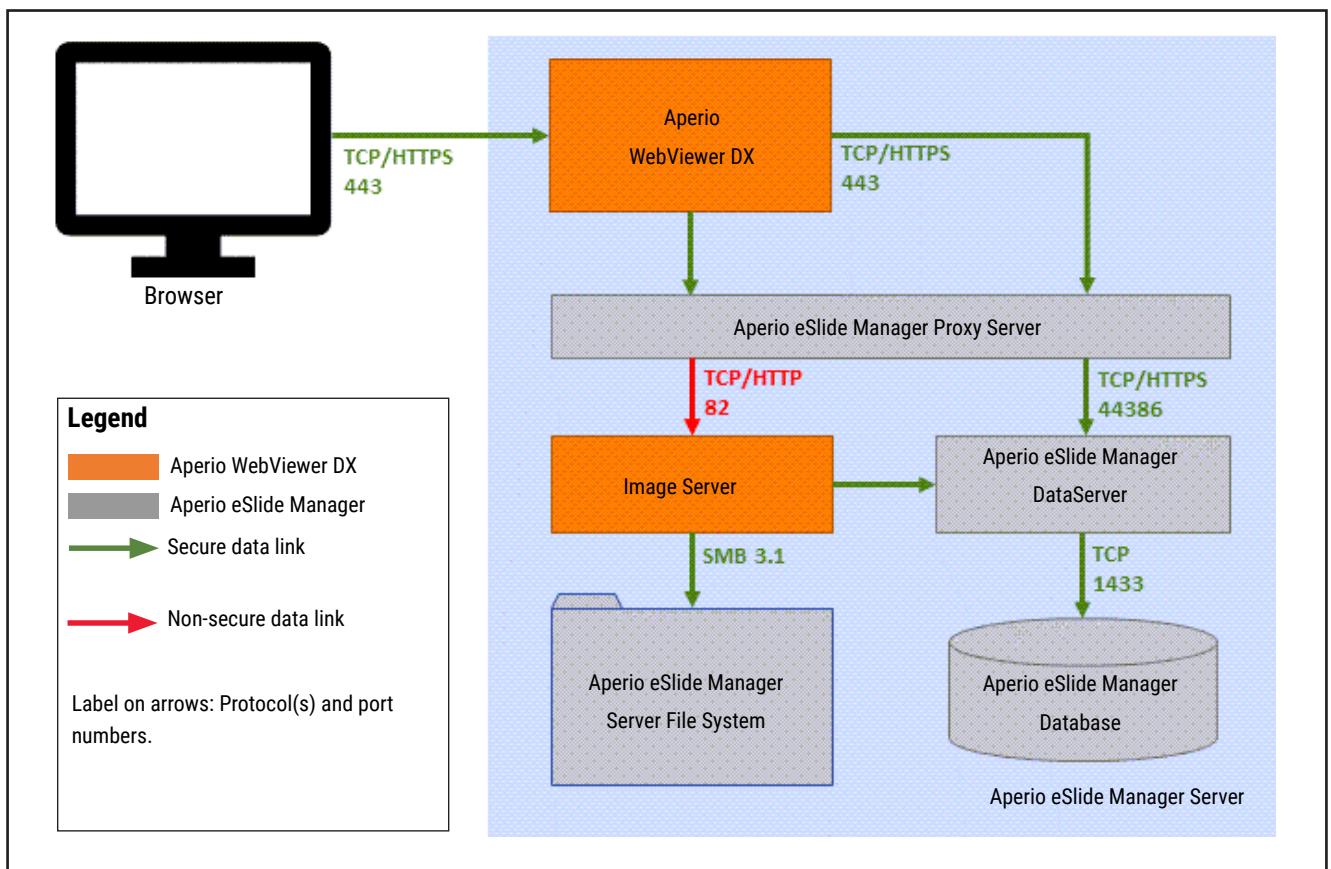 Aperio
WebViewer DX
TCP/HTTPS
443
TCP/HTTPS
443
Browser
Aperio eSlide Manager Proxy Server
TCP/HTTP
82
TCP/HTTPS
44386
Image Server
Aperio eSlide Manager
DataServer
SMB 3.1
TCP
1433
Aperio eSlide Manager
Server File System
Aperio eSlide Manager
Database
Aperio eSlide Manager Server
Legend
Aperio WebViewer DX
Aperio eSlide Manager
Secure data link
Non-secure data link
Label on arrows: Protocol(s) and port
numbers.